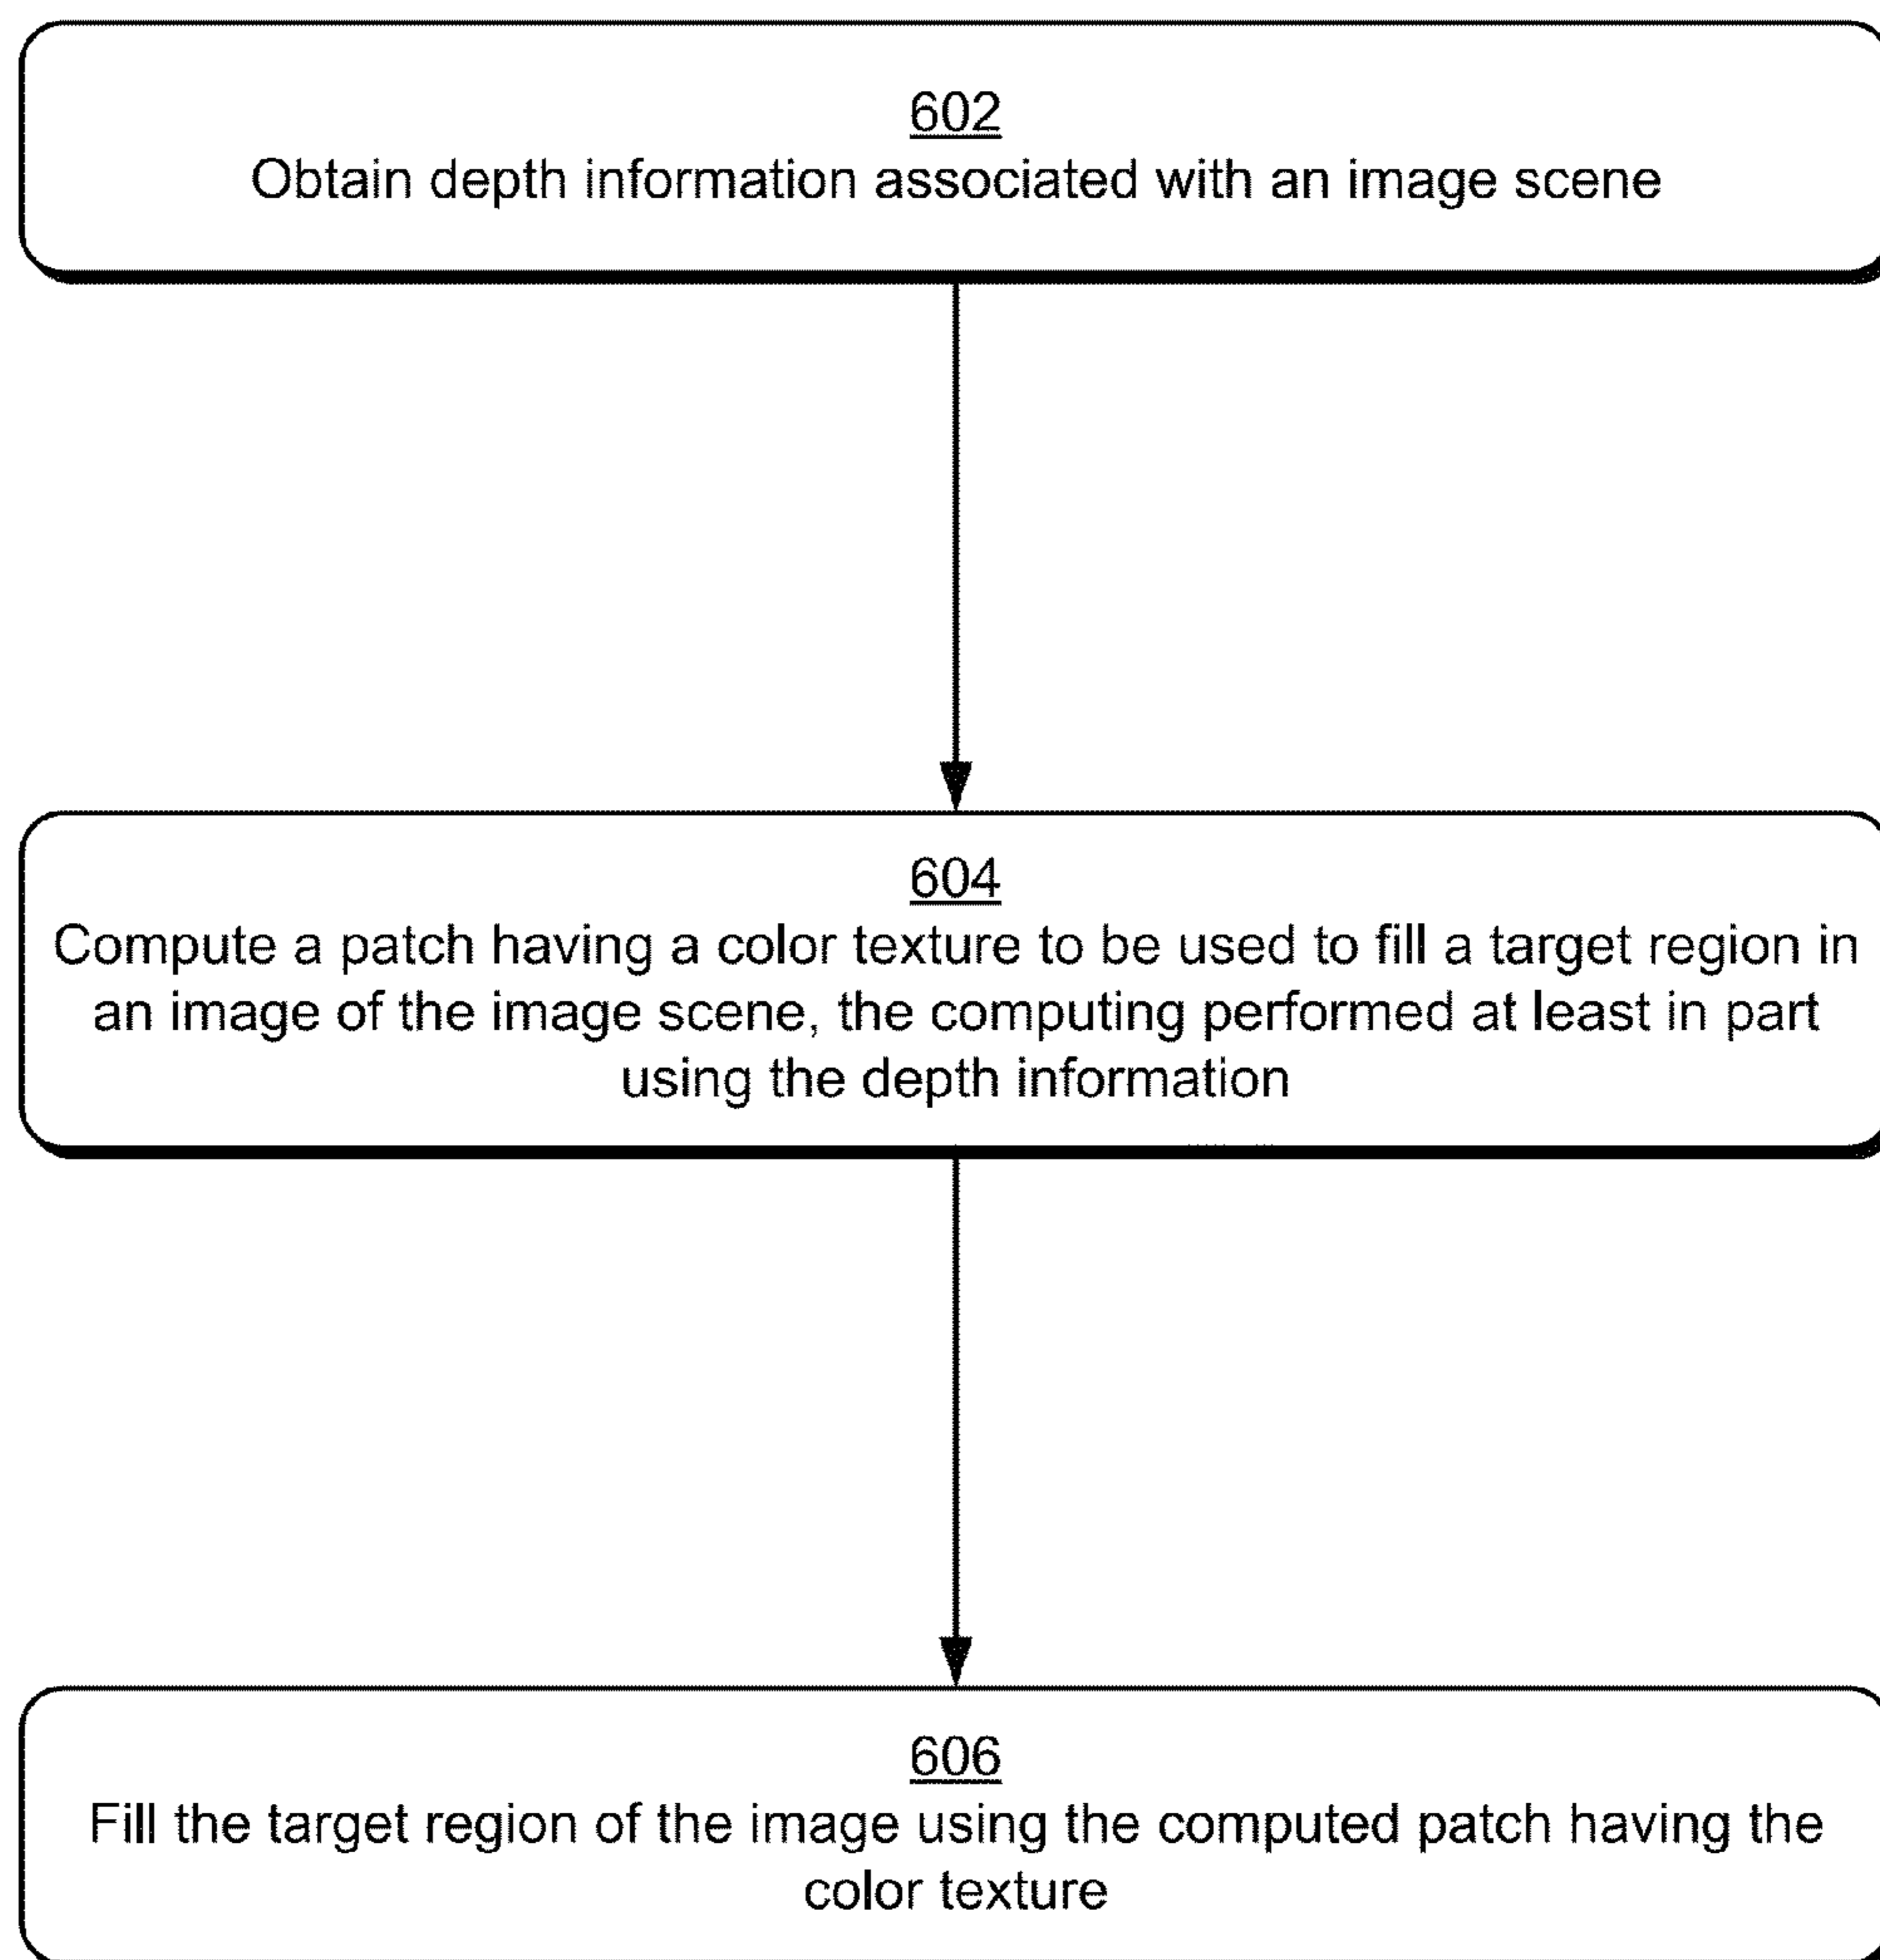 602
Obtain depth information associated with an image scene
604
Compute a patch having a color texture to be used to fill a target region in
an image of the image scene, the computing performed at least in part
using the depth information
606
Fill the target region of the image using the computed patch having the
color texture